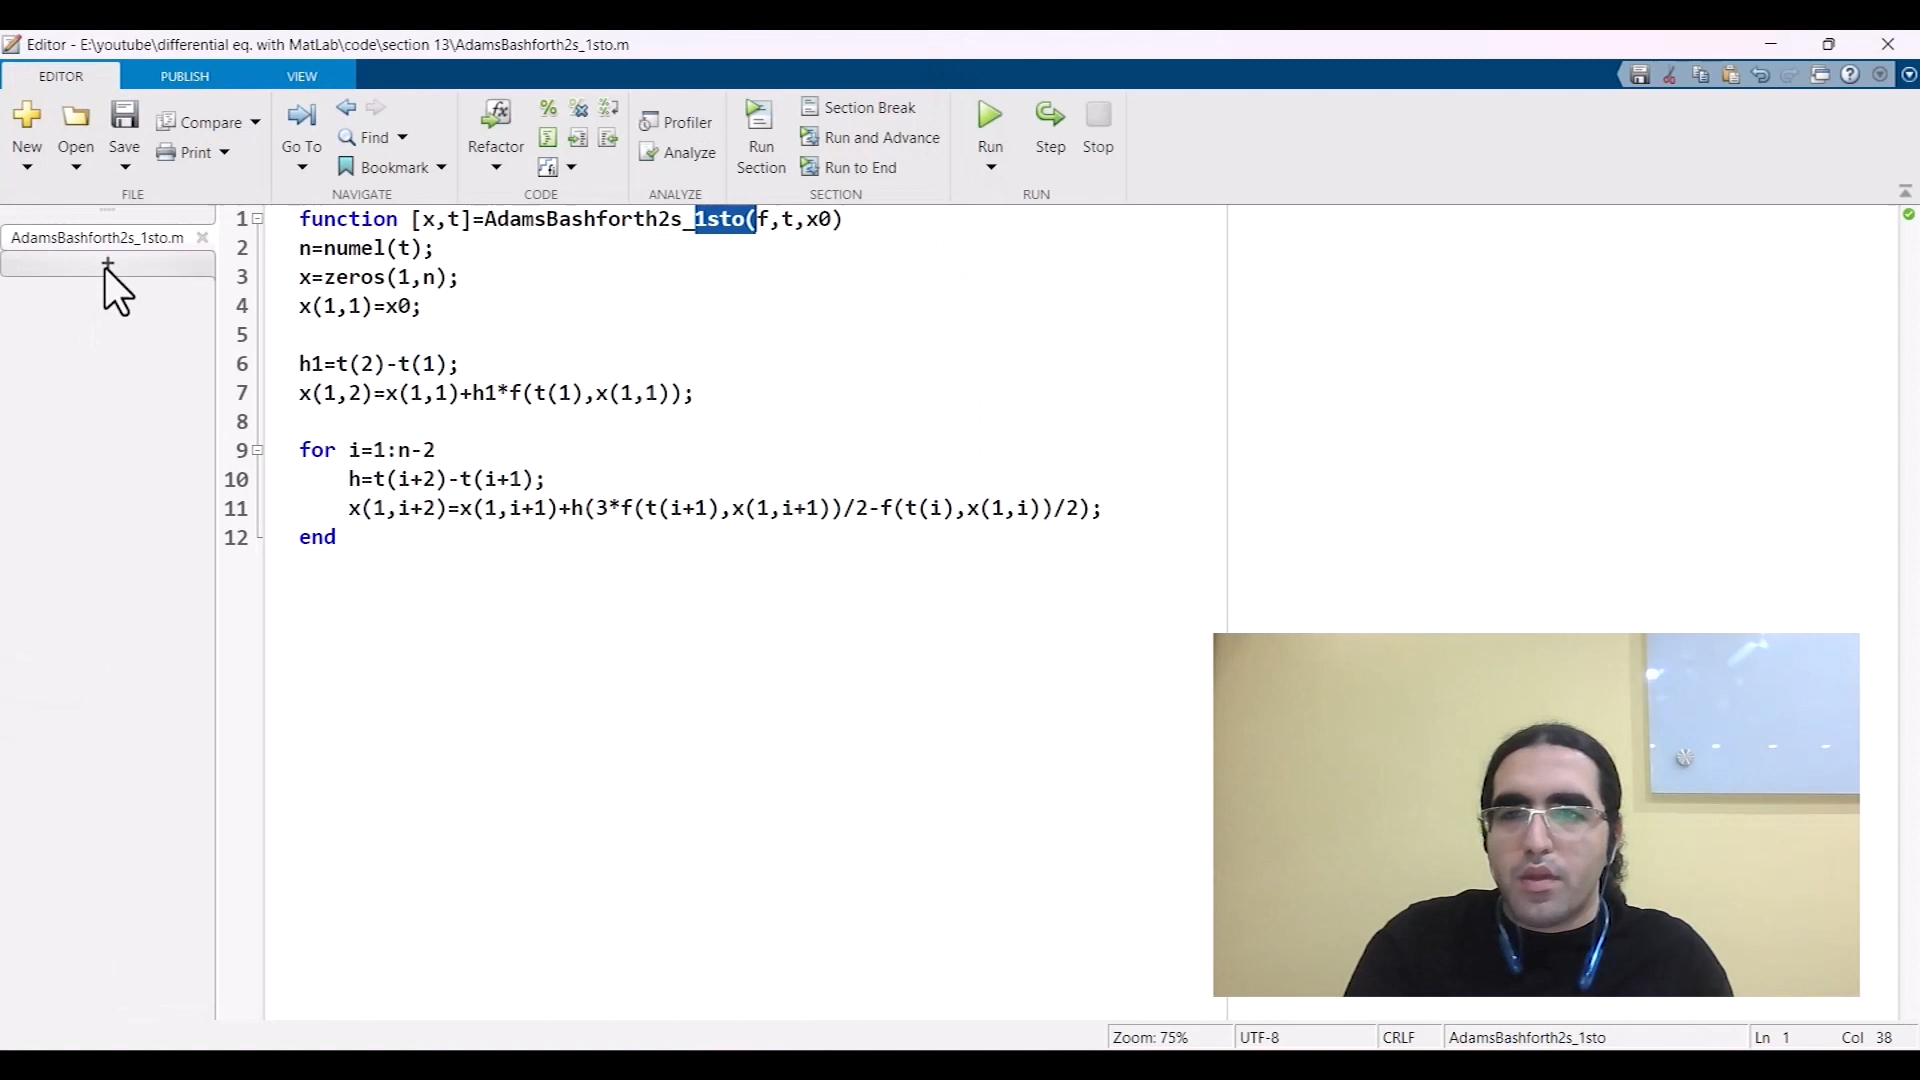 Editor - E:\youtube\differential eq. with MatLab\code\section 13\AdamsBashforth2s_1sto.m
EDITOR PUBLISH VIEW
New Open Save Compare Print
FILE
Go To Find Bookmark
NAVIGATE
Refactor
CODE
Profiler
Analyze
ANALYZE
Run Section
Section Break
Run and Advance
Run to End
SECTION
Run Step Stop
RUN
AdamsBashforth2s_1sto.m
1 function [x,t]=AdamsBashforth2s_1sto(f,t,x0)
2 n=numel(t);
3 x=zeros(1,n);
4 x(1,1)=x0;
5
6 h1=t(2)-t(1);
7 x(1,2)=x(1,1)+h1*f(t(1),x(1,1));
8
9 for i=1:n-2
10 h=t(i+2)-t(i+1);
11 x(1,i+2)=x(1,i+1)+h(3*f(t(i+1),x(1,i+1))/2-f(t(i),x(1,i))/2);
12 end
Zoom: 75% UTF-8 CRLF AdamsBashforth2s_1sto Ln 1 Col 38